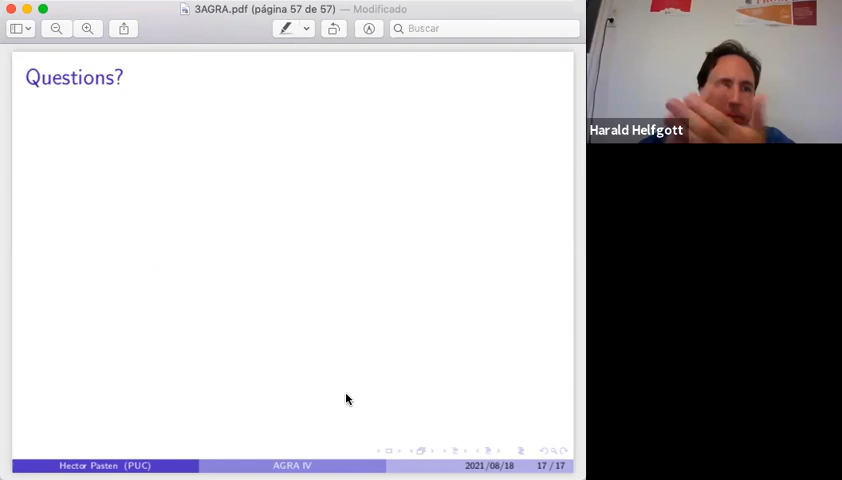 3AGRA.pdf (página 57 de 57) — Modificado
Buscar
Questions?
Harald Helfgott
Hector Pasten (PUC)
AGRA IV
2021/08/18
17 / 17